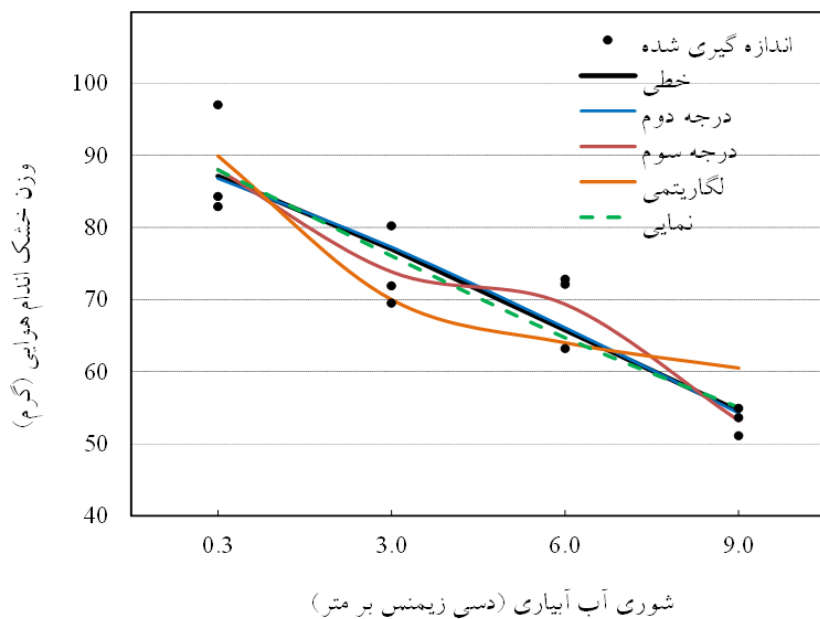 اندازه گیری شده
خطی
درجه دوم
درجه سوم
لگاریتمی
نمایی
وزن خشک اندام هوایی (گرم)
100
90
80
70
60
50
40
0.3 3.0 6.0 9.0
شوری آب آبیاری (دسی زیمنس بر متر)